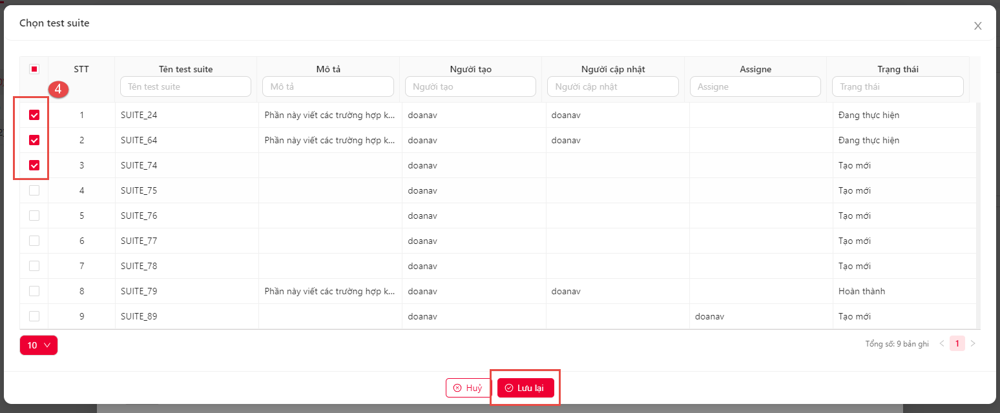 Chọn test suite
STT Tên test suite Mô tả Người tạo Người cập nhật Assigne Trạng thái
Tên test suite Mô tả Người tạo Người cập nhật Assigne Trạng thái
4
1 SUITE_24 Phần này viết các trường hợp k... doanav doanav Đang thực hiện
2 SUITE_64 Phần này viết các trường hợp k... doanav doanav Đang thực hiện
3 SUITE_74 doanav Tạo mới
4 SUITE_75 doanav Tạo mới
5 SUITE_76 doanav Tạo mới
6 SUITE_77 doanav Tạo mới
7 SUITE_78 doanav Tạo mới
8 SUITE_79 Phần này viết các trường hợp k... doanav doanav Hoàn thành
9 SUITE_89 doanav doanav Tạo mới
10 Tổng số: 9 bản ghi < 1 >
Huỷ Lưu lại